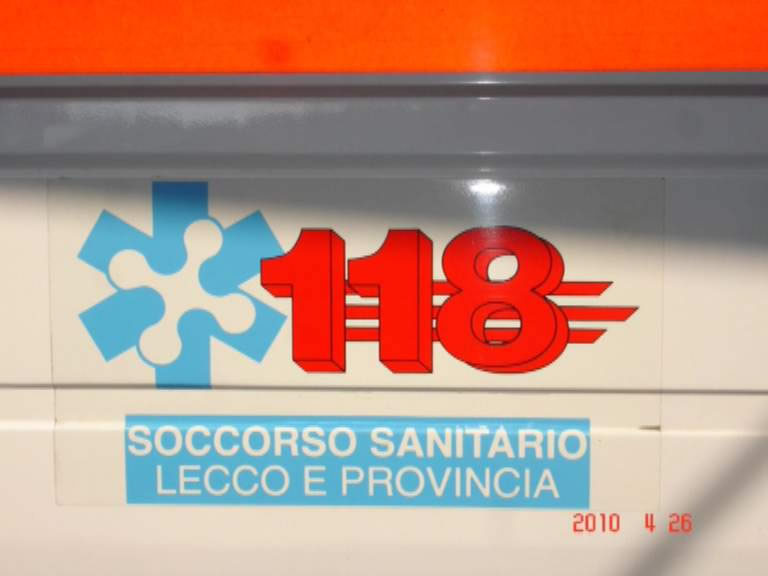 118
SOCCORSO SANITARIO
LECCO E PROVINCIA
2010 4 26